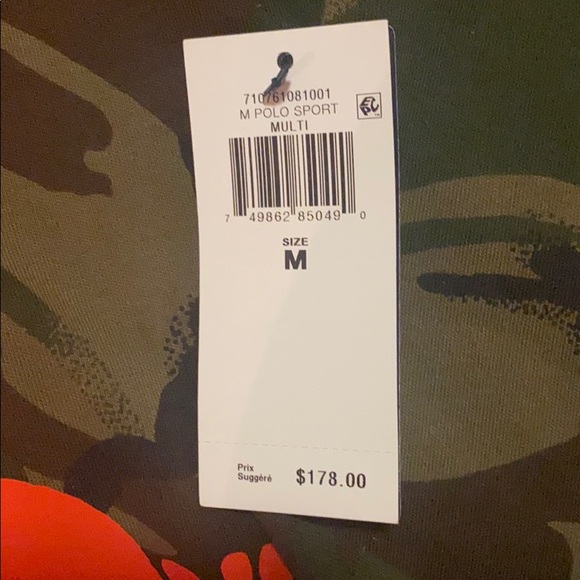 710761081001
M POLO SPORT
MULTI
7 49862 85049 0
SIZE
M
Prix
Suggéré $178.00